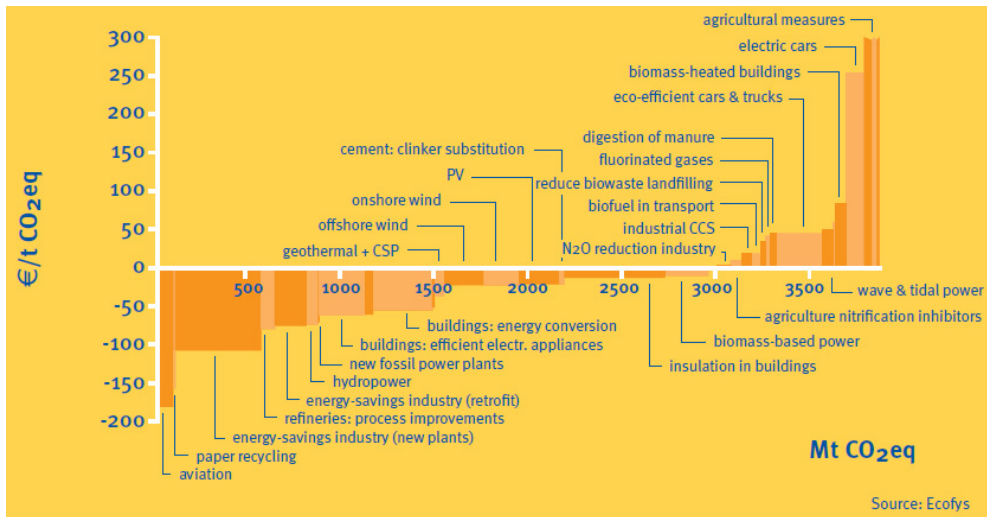 agricultural measures
300
electric cars
250
biomass-heated buildings
200
eco-efficient cars & trucks
150
digestion of manure
cement: clinker substitution
fluorinated gases
PV
reduce biowaste landfilling
100
onshore wind
biofuel in transport
50
offshore wind
industrial CCS
geothermal + CSP
N2O reduction industry
0
€/t CO2eq
500
1000
1500
2000
2500
3000
3500
wave & tidal power
-50
agriculture nitrification inhibitors
buildings: energy conversion
biomass-based power
-100
buildings: efficient electr. appliances
insulation in buildings
new fossil power plants
hydropower
-150
energy-savings industry (retrofit)
refineries: process improvements
-200
energy-savings industry (new plants)
paper recycling
aviation
Mt CO2eq
Source: Ecofys